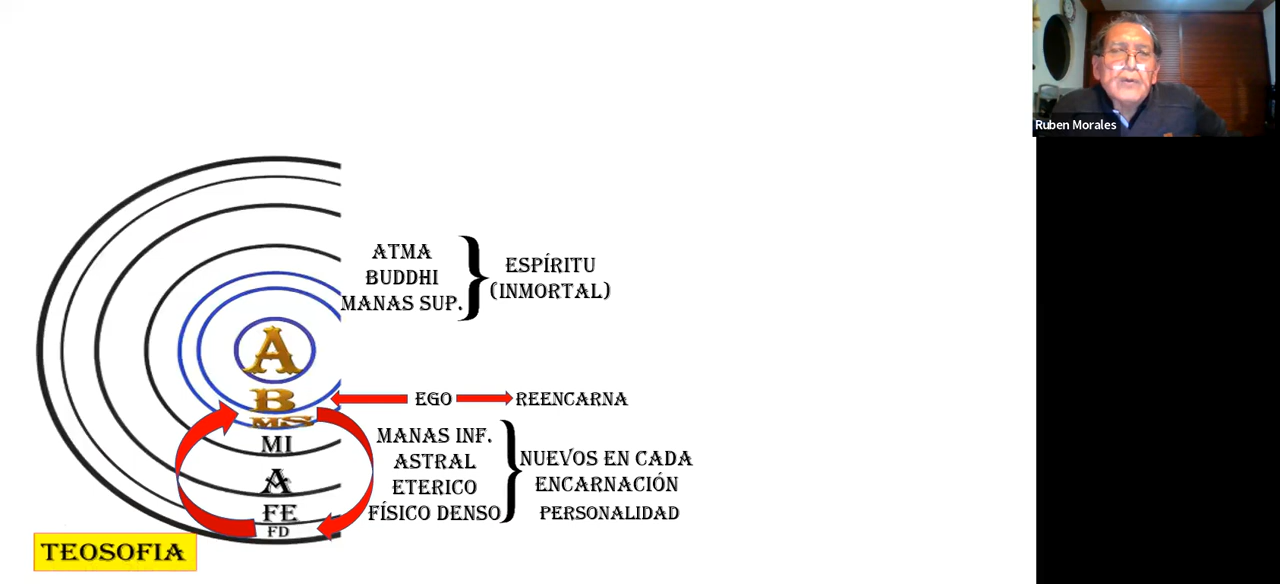 Ruben Morales
ATMA
BUDDHI
MANAS SUP.
ESPÍRITU
(INMORTAL)
A
B
MS
MI
A
FE
FD
EGO
REENCARNA
MANAS INF.
ASTRAL
ETERICO
FÍSICO DENSO
NUEVOS EN CADA
ENCARNACIÓN
PERSONALIDAD
TEOSOFIA